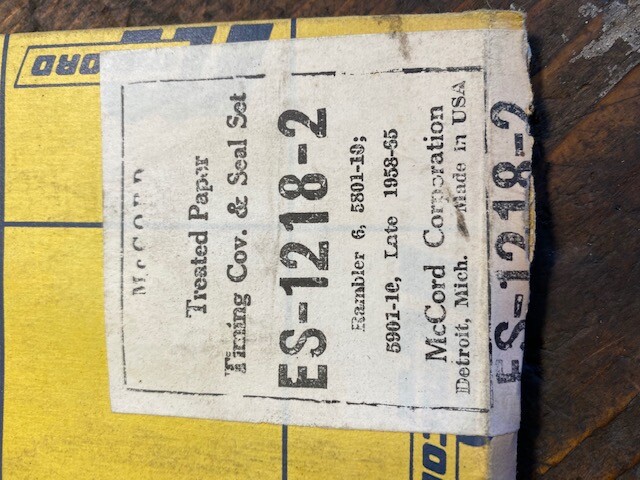 McCORD
Treated Paper
Timing Cov. & Seal Set
ES-1218-2
Rambler 6, 5801-19;
5901-10, Late 1958-65
McCord Corporation
Detroit, Mich. Made in USA
ES-1218-2